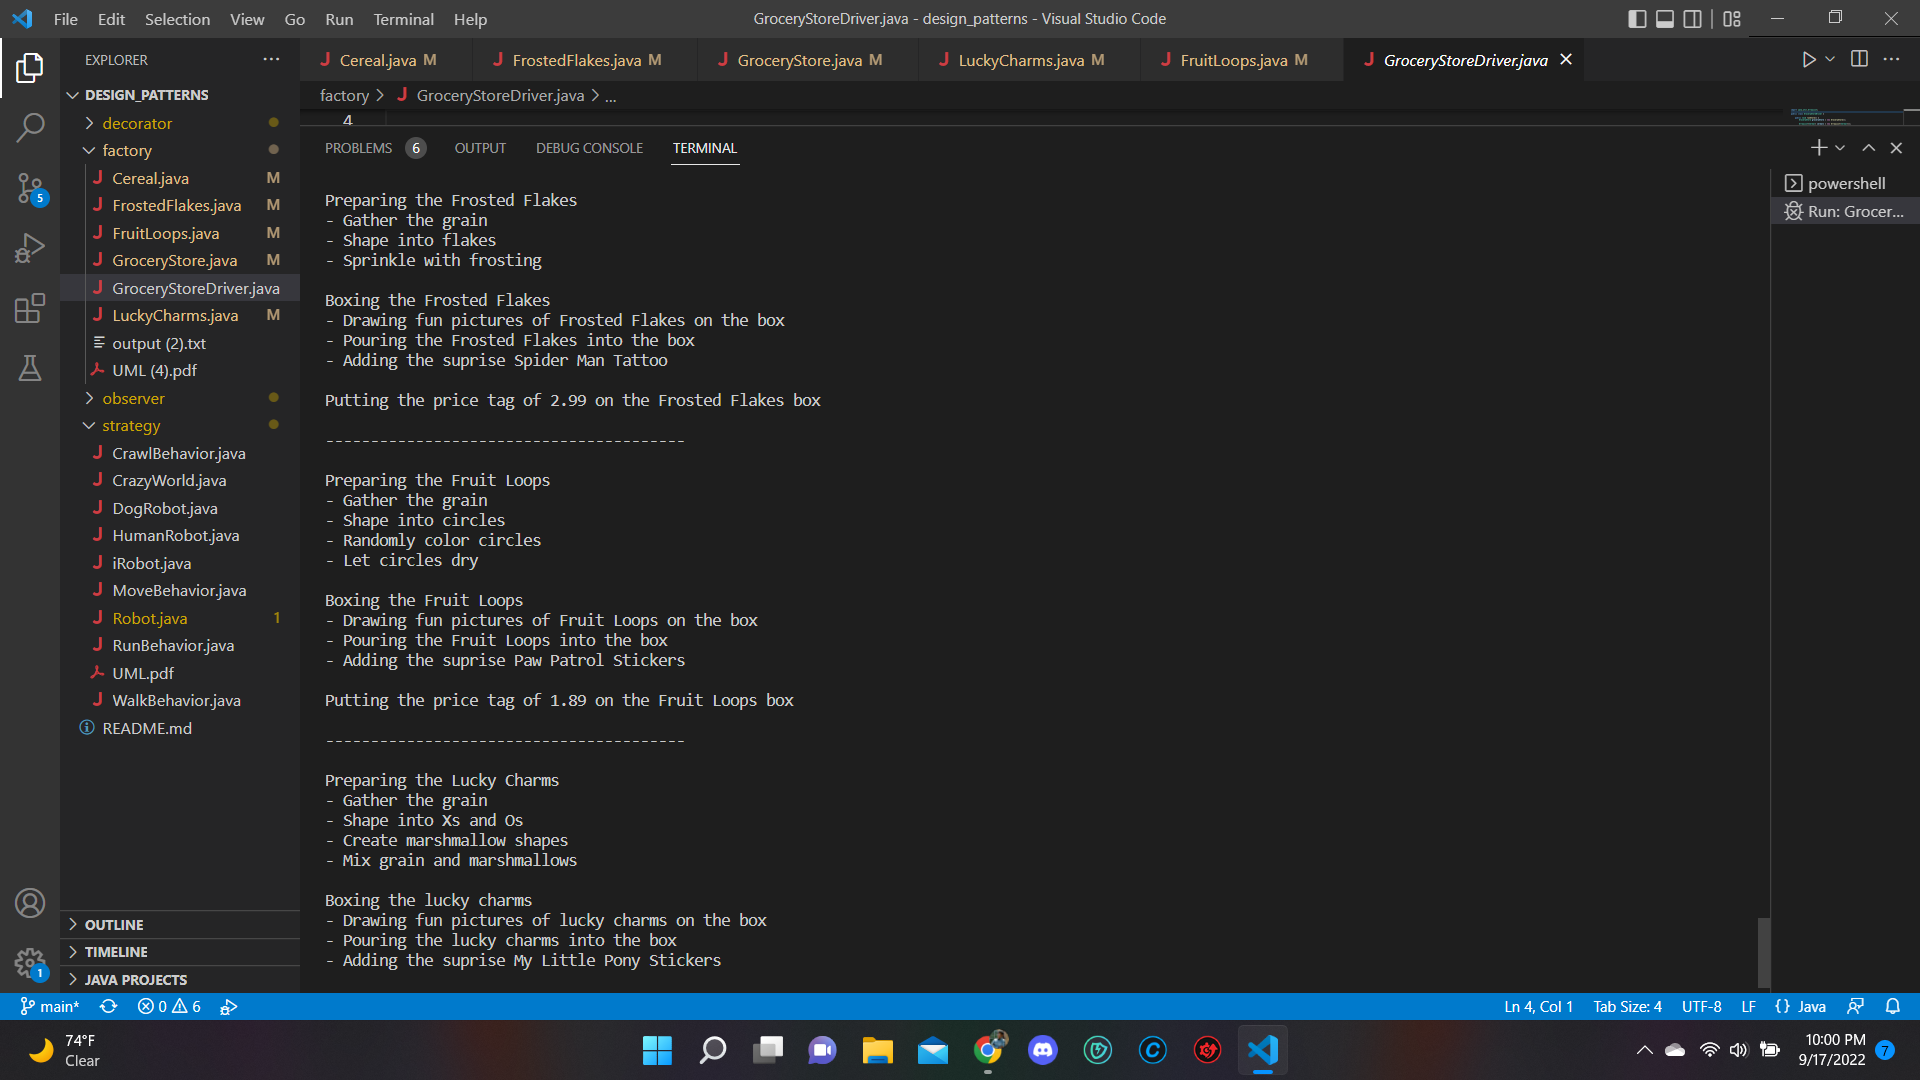 File Edit Selection View Go Run Terminal Help
GroceryStoreDriver.java - design_patterns - Visual Studio Code
EXPLORER
Cereal.java M
FrostedFlakes.java M
GroceryStore.java M
LuckyCharms.java M
FruitLoops.java M
GroceryStoreDriver.java
factory > GroceryStoreDriver.java > ...
4
DESIGN_PATTERNS
decorator
factory
Cereal.java M
FrostedFlakes.java M
FruitLoops.java M
GroceryStore.java M
GroceryStoreDriver.java
LuckyCharms.java M
output (2).txt
UML (4).pdf
observer
strategy
CrawlBehavior.java
CrazyWorld.java
DogRobot.java
HumanRobot.java
iRobot.java
MoveBehavior.java
Robot.java 1
RunBehavior.java
UML.pdf
WalkBehavior.java
README.md
OUTLINE
TIMELINE
JAVA PROJECTS
5
1
PROBLEMS 6 OUTPUT DEBUG CONSOLE TERMINAL
powershell
Run: Grocer...
Preparing the Frosted Flakes
- Gather the grain
- Shape into flakes
- Sprinkle with frosting
Boxing the Frosted Flakes
- Drawing fun pictures of Frosted Flakes on the box
- Pouring the Frosted Flakes into the box
- Adding the suprise Spider Man Tattoo
Putting the price tag of 2.99 on the Frosted Flakes box
----------------------------------------
Preparing the Fruit Loops
- Gather the grain
- Shape into circles
- Randomly color circles
- Let circles dry
Boxing the Fruit Loops
- Drawing fun pictures of Fruit Loops on the box
- Pouring the Fruit Loops into the box
- Adding the suprise Paw Patrol Stickers
Putting the price tag of 1.89 on the Fruit Loops box
----------------------------------------
Preparing the Lucky Charms
- Gather the grain
- Shape into Xs and Os
- Create marshmallow shapes
- Mix grain and marshmallows
Boxing the lucky charms
- Drawing fun pictures of lucky charms on the box
- Pouring the lucky charms into the box
- Adding the suprise My Little Pony Stickers
main* 0 6
Ln 4, Col 1 Tab Size: 4 UTF-8 LF {} Java
74°F
Clear
10:00 PM
9/17/2022
7